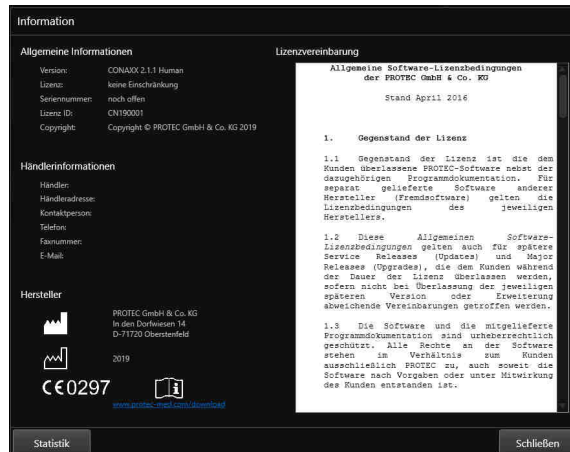 Information
Allgemeine Informationen
Version: CONAXX 2.1.1 Human
Lizenz: keine Einschränkung
Seriennummer: noch offen
Lizenz ID: CN190001
Copyright: Copyright © PROTEC GmbH & Co. KG 2019
Händlerinformationen
Händler:
Händleradresse:
Kontaktperson:
Telefon:
Faxnummer:
E-Mail:
Hersteller
PROTEC GmbH & Co. KG
In den Dorfwiesen 14
D-71720 Oberstenfeld
2019
CE0297
www.protec-med.com/download
Lizenzvereinbarung
Allgemeine Software-Lizenzbedingungen
der PROTEC GmbH & Co. KG
Stand April 2016
1. Gegenstand der Lizenz
1.1 Gegenstand der Lizenz ist die dem
Kunden überlassene PROTEC-Software nebst der
dazugehörigen Programmdokumentation. Für
separat gelieferte Software anderer
Hersteller (Fremdsoftware) gelten die
Lizenzbedingungen des jeweiligen
Herstellers.
1.2 Diese Allgemeinen Software-
Lizenzbedingungen gelten auch für spätere
Service Releases (Updates) und Major
Releases (Upgrades), die dem Kunden während
der Dauer der Lizenz überlassen werden,
sofern nicht bei Überlassung der jeweiligen
späteren Version oder Erweiterung
abweichende Vereinbarungen getroffen werden.
1.3 Die Software und die mitgelieferte
Programmdokumentation sind urheberrechtlich
geschützt. Alle Rechte an der Software
stehen im Verhältnis zum Kunden
ausschließlich PROTEC zu, auch soweit die
Software nach Vorgaben oder unter Mitwirkung
des Kunden entstanden ist.
Statistik
Schließen